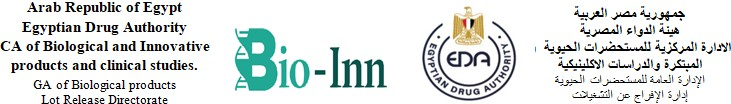 Arab Republic of Egypt
Egyptian Drug Authority
CA of Biological and Innovative
products and clinical studies.
GA of Biological products
Lot Release Directorate
Bio-Inn
EDA
EGYPTIAN DRUG AUTHORITY
جمهورية مصر العربية
هيئة الدواء المصرية
الادارة المركزية للمستحضرات الحيوية و
المبتكرة والدراسات الاكلينيكية
الإدارة العامة للمستحضرات الحيوية
إدارة الإفراج عن التشغيلات